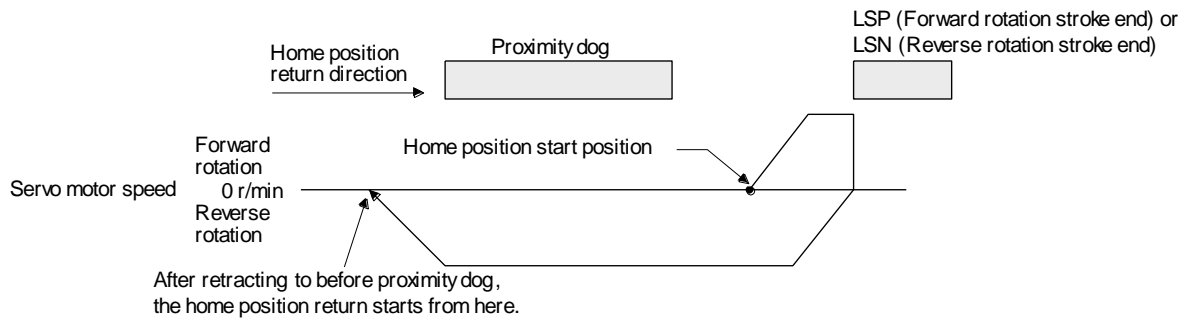 LSP (Forward rotation stroke end) or
LSN (Reverse rotation stroke end)
Proximity dog
Home position
return direction
Forward
rotation
Home position start position
Servo motor speed
0 r/min
Reverse
rotation
After retracting to before proximity dog,
the home position return starts from here.